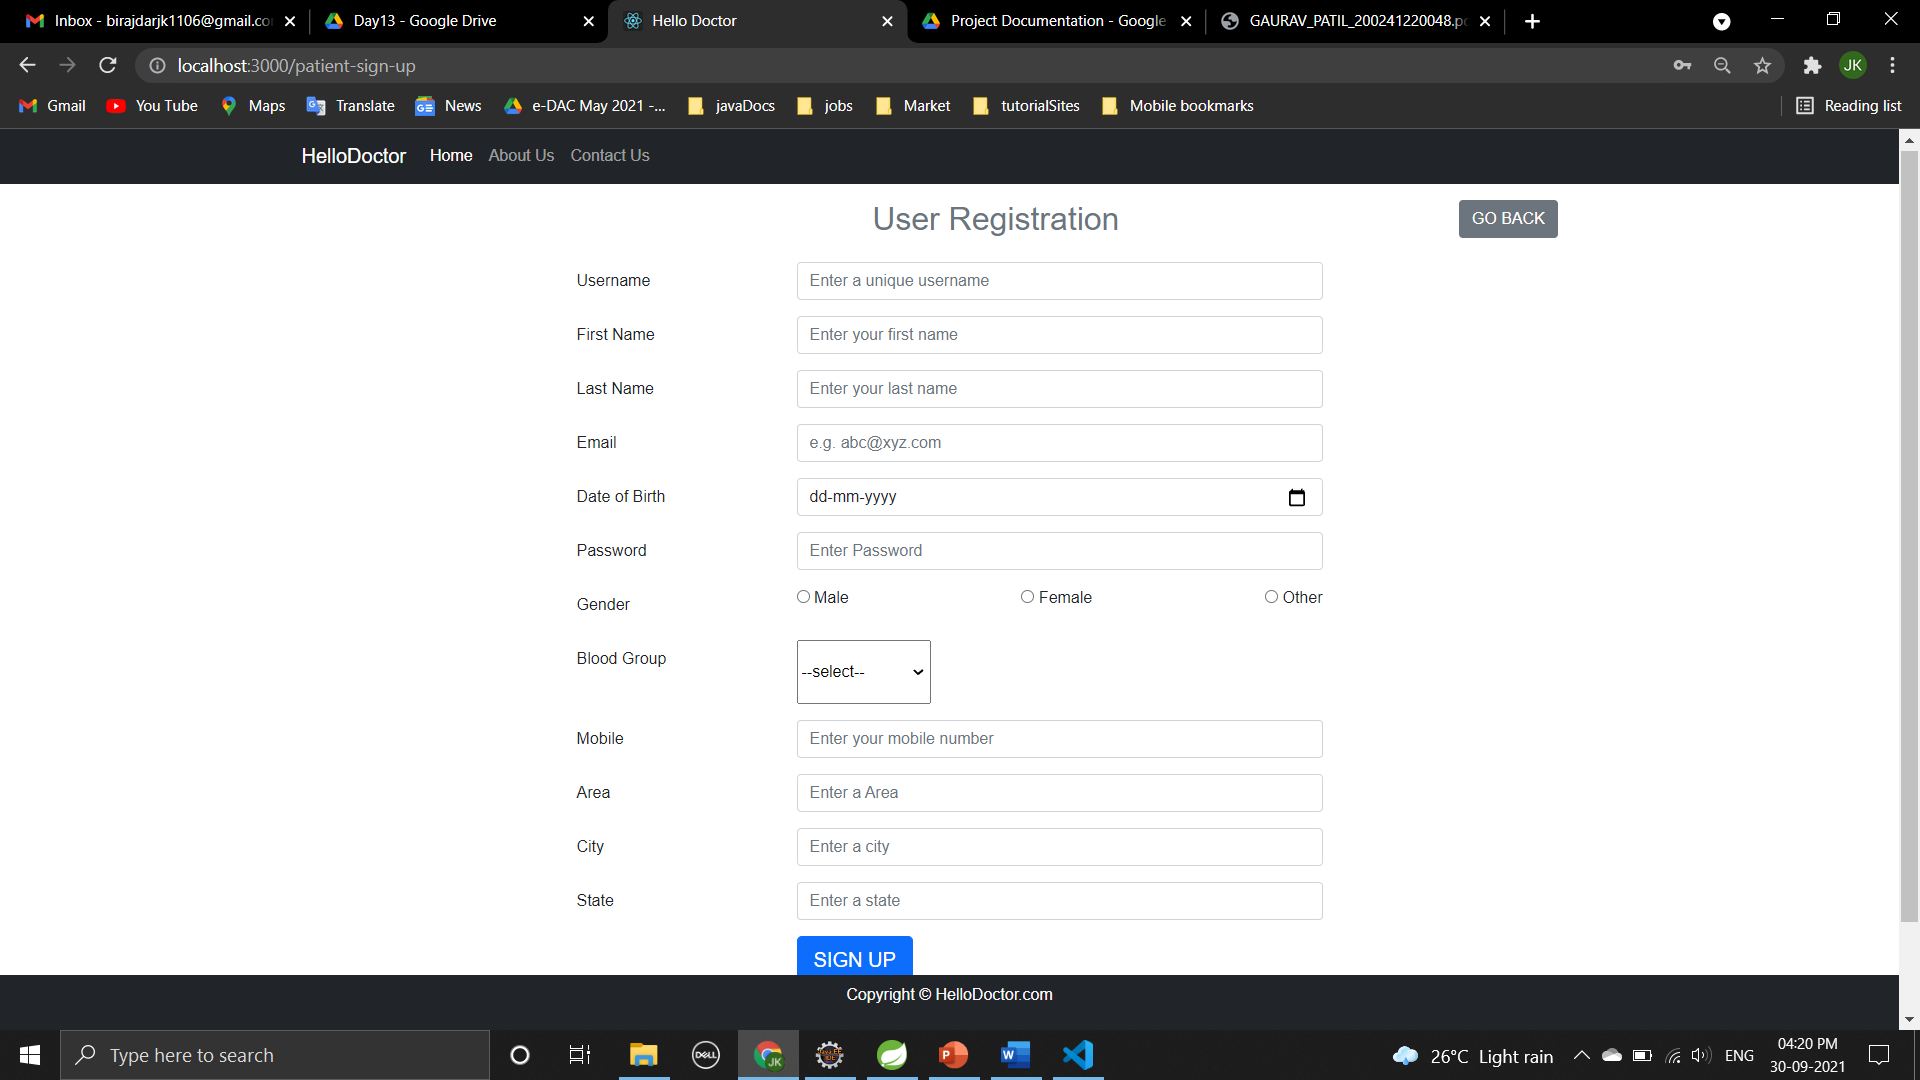 Inbox - birajdarjk1106@gmail.co
Day13 - Google Drive
Hello Doctor
Project Documentation - Google
GAURAV_PATIL_200241220048.p
localhost:3000/patient-sign-up
JK
Gmail
You Tube
Maps
Translate
News
e-DAC May 2021 -...
javaDocs
jobs
Market
tutorialSites
Mobile bookmarks
Reading list
HelloDoctor
Home
About Us
Contact Us
User Registration
GO BACK
Username
Enter a unique username
First Name
Enter your first name
Last Name
Enter your last name
Email
e.g. abc@xyz.com
Date of Birth
dd-mm-yyyy
Password
Enter Password
Gender
Male
Female
Other
Blood Group
--select--
Mobile
Enter your mobile number
Area
Enter a Area
City
Enter a city
State
Enter a state
SIGN UP
Copyright © HelloDoctor.com
Type here to search
DELL
JK
26°C Light rain
ENG
04:20 PM
30-09-2021